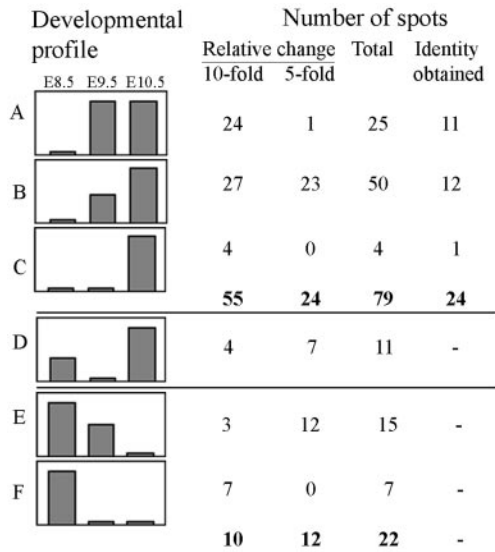 Developmental profile Number of spots
Relative change Total Identity obtained
E8.5 E9.5 E10.5 10-fold 5-fold
A 24 1 25 11
B 27 23 50 12
C 4 0 4 1
55 24 79 24
D 4 7 11 -
E 3 12 15 -
F 7 0 7 -
10 12 22 -